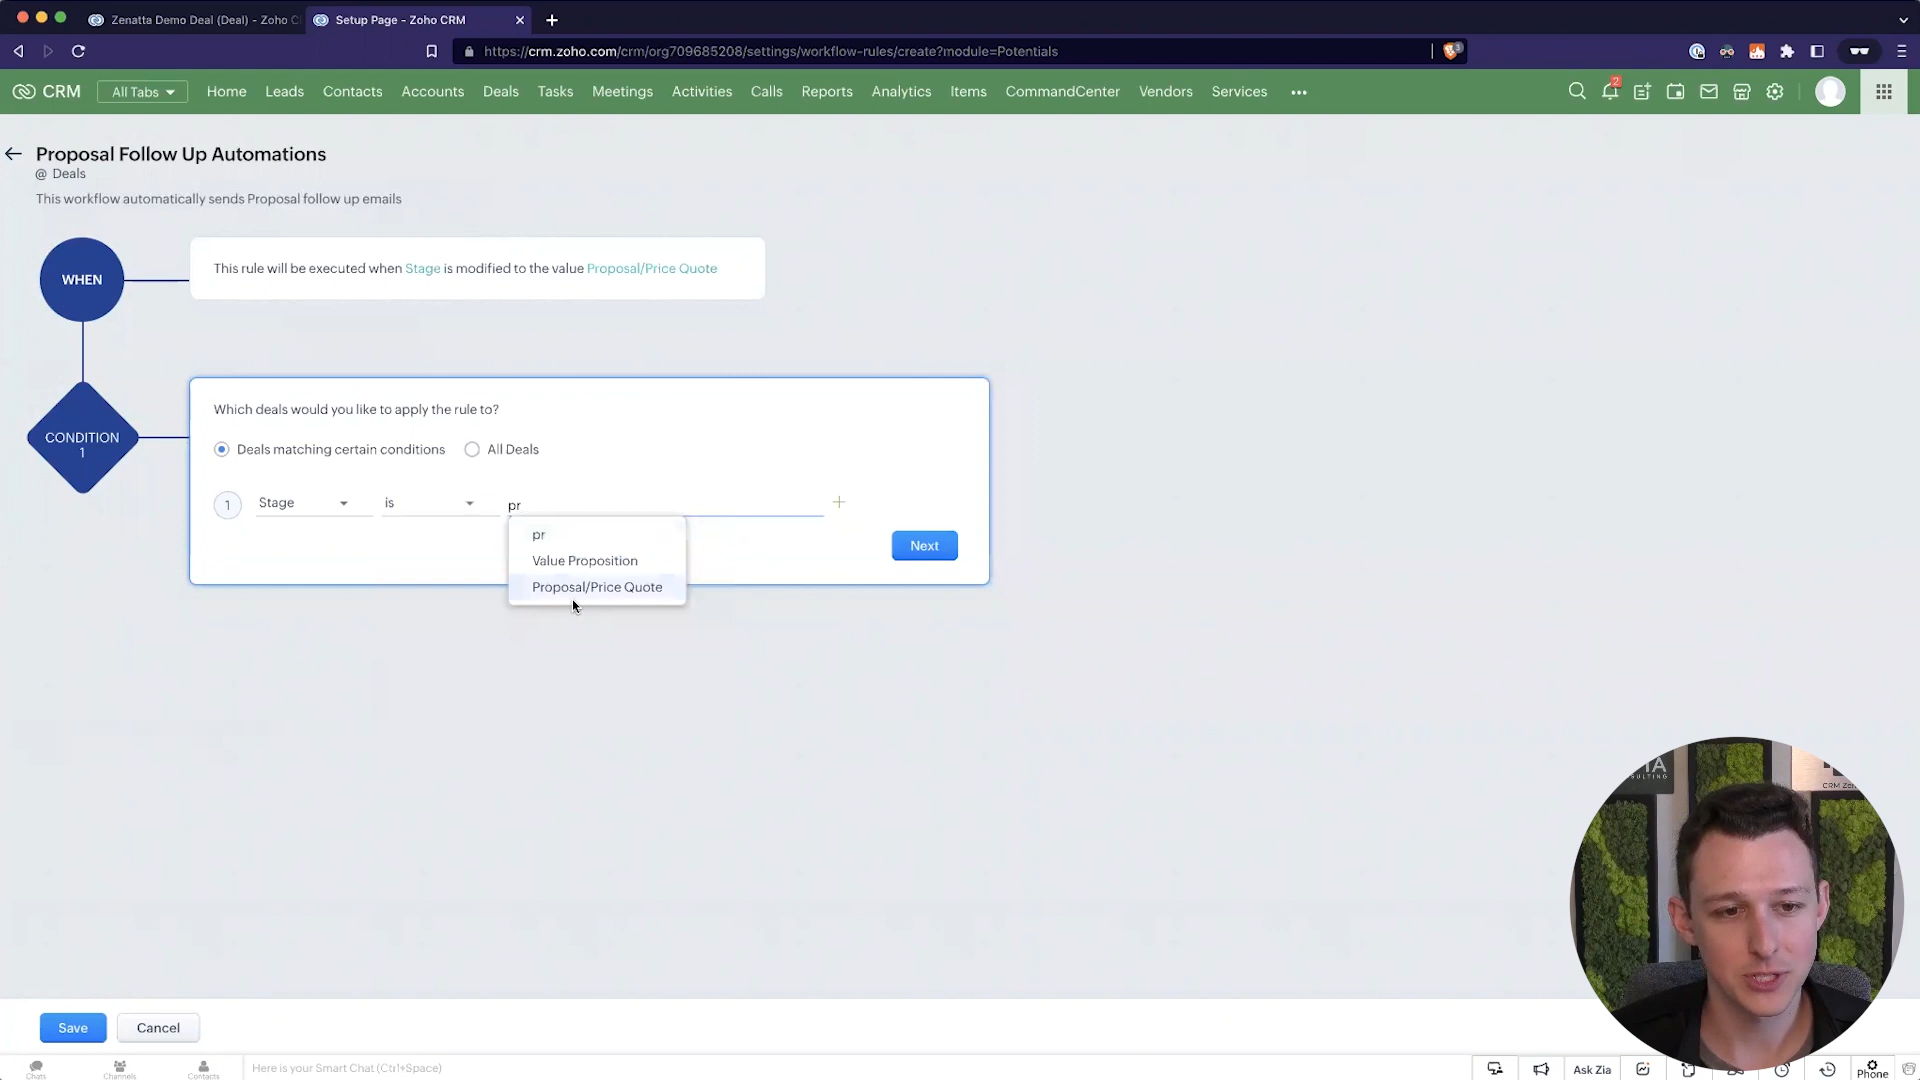 Zenatta Demo Deal (Deal) - Zoho C
Setup Page - Zoho CRM
https://crm.zoho.com/crm/org709685208/settings/workflow-rules/create?module=Potentials
3
CRM
All Tabs
Home
Leads
Contacts
Accounts
Deals
Tasks
Meetings
Activities
Calls
Reports
Analytics
Items
CommandCenter
Vendors
Services
2
Proposal Follow Up Automations
@ Deals
This workflow automatically sends Proposal follow up emails
WHEN
This rule will be executed when Stage is modified to the value Proposal/Price Quote
CONDITION
1
Which deals would you like to apply the rule to?
Deals matching certain conditions
All Deals
1
Stage
is
pr
pr
Value Proposition
Proposal/Price Quote
Next
Save
Cancel
Chats
Channels
Contacts
Here is your Smart Chat (Ctrl+Space)
Ask Zia
Phone